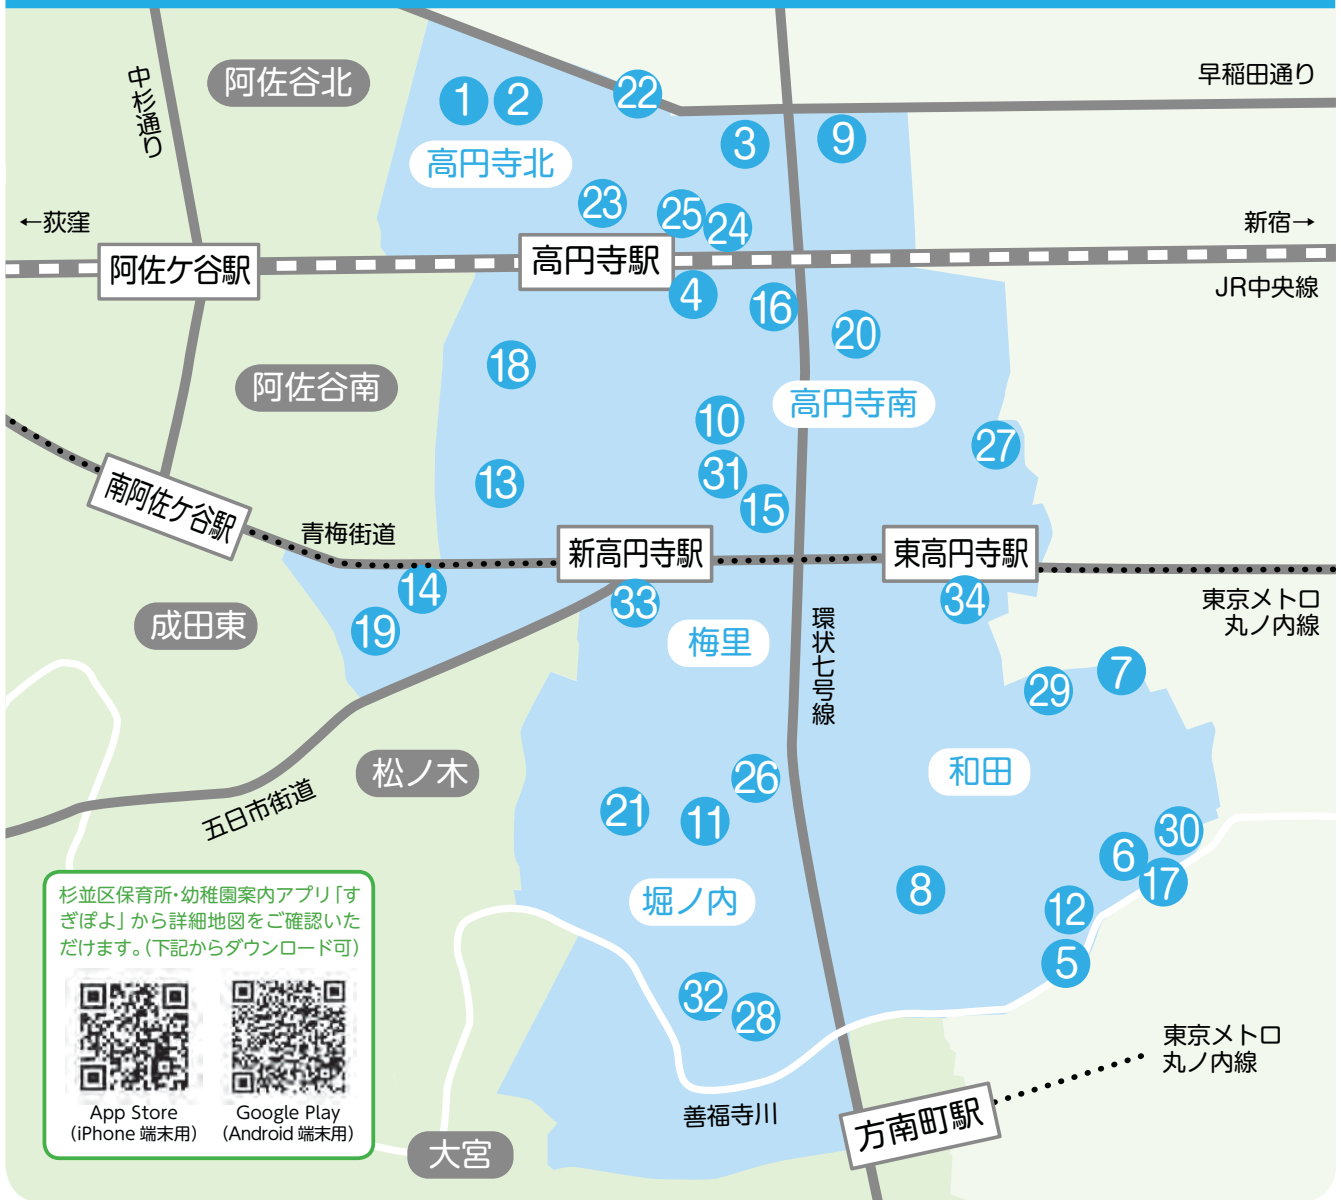 中杉通り
阿佐谷北
1
2
22
早稲田通り
3
9
高円寺北
23
25
24
←荻窪
新宿→
阿佐ケ谷駅
高円寺駅
JR中央線
4
16
20
18
阿佐谷南
高円寺南
10
27
31
13
15
南阿佐ケ谷駅
青梅街道
新高円寺駅
東高円寺駅
14
33
34
東京メトロ
丸ノ内線
19
成田東
梅里
環状七号線
29
7
松ノ木
26
和田
五日市街道
21
11
30
6
17
8
12
堀ノ内
5
32
28
杉並区保育所・幼稚園案内アプリ「す
ぎぽよ」から詳細地図をご確認いた
だけます。（下記からダウンロード可）
App Store
(iPhone 端末用)
Google Play
(Android 端末用)
東京メトロ
丸ノ内線
善福寺川
方南町駅
大宮